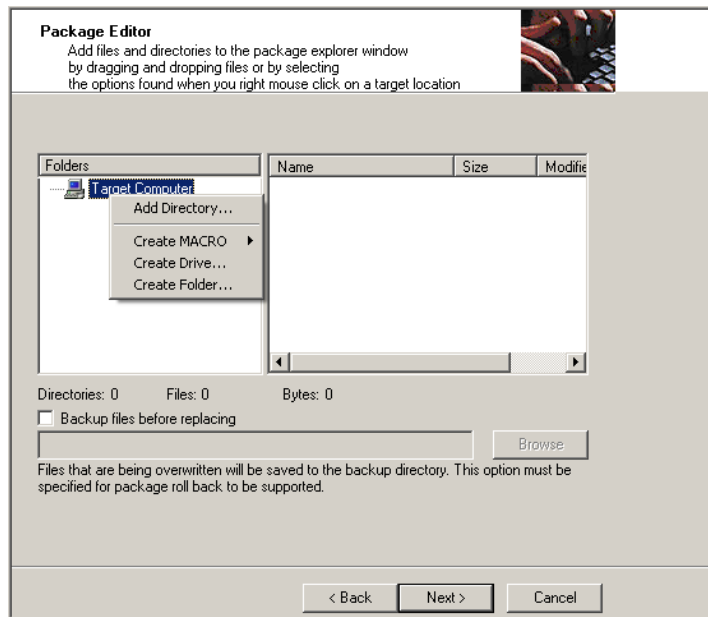 Package Editor
Add files and directories to the package explorer window
by dragging and dropping files or by selecting
the options found when you right mouse click on a target location
Folders
Name Size Modifie
Target Computer
Add Directory...
Create MACRO
Create Drive...
Create Folder...
Directories: 0 Files: 0 Bytes: 0
Backup files before replacing
Browse
Files that are being overwritten will be saved to the backup directory. This option must be
specified for package roll back to be supported.
< Back Next > Cancel